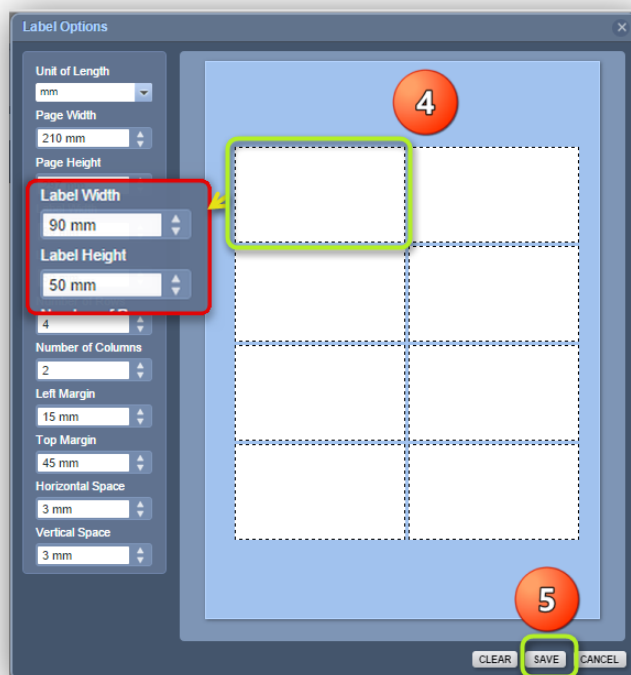 Label Options
Unit of Length
mm
Page Width
210 mm
4
Page Height
Label Width
90 mm
Label Height
50 mm
4
Number of Columns
2
Left Margin
15 mm
Top Margin
45 mm
Horizontal Space
3 mm
Vertical Space
3 mm
5
CLEAR
SAVE
CANCEL